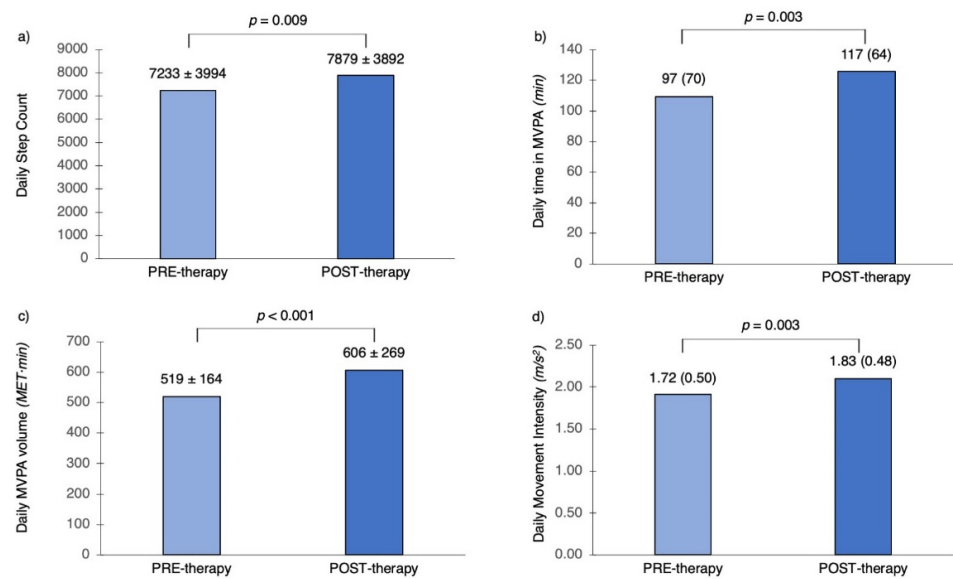 a)
p = 0.009
Daily Step Count
9000
8000
7000
6000
5000
4000
3000
2000
1000
0
7233 ± 3994
7879 ± 3892
PRE-therapy
POST-therapy
b)
p = 0.003
Daily time in MVPA (min)
140
120
100
80
60
40
20
0
97 (70)
117 (64)
PRE-therapy
POST-therapy
c)
p < 0.001
Daily MVPA volume (MET·min)
700
600
500
400
300
200
100
0
519 ± 164
606 ± 269
PRE-therapy
POST-therapy
d)
p = 0.003
Daily Movement Intensity (m/s²)
2.50
2.00
1.50
1.00
0.50
0.00
1.72 (0.50)
1.83 (0.48)
PRE-therapy
POST-therapy